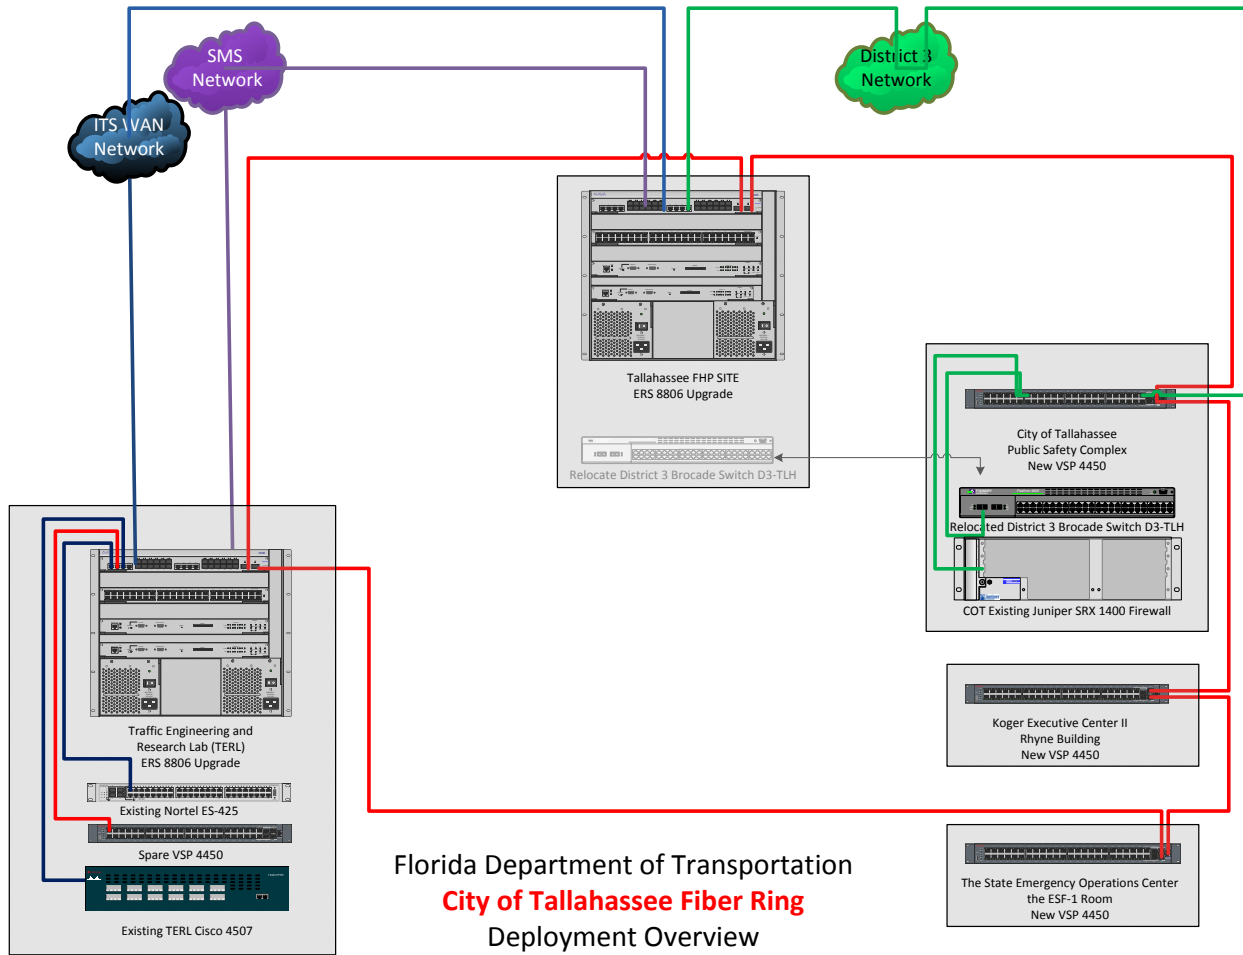 SMS
Network
District 3
Network
ITS WAN
Network
Tallahassee FHP SITE
ERS 8806 Upgrade
Relocate District 3 Brocade Switch D3-TLH
City of Tallahassee
Public Safety Complex
New VSP 4450
Relocated District 3 Brocade Switch D3-TLH
COT Existing Juniper SRX 1400 Firewall
Traffic Engineering and
Research Lab (TERL)
ERS 8806 Upgrade
Existing Nortel ES-425
Spare VSP 4450
Existing TERL Cisco 4507
Koger Executive Center II
Rhyne Building
New VSP 4450
The State Emergency Operations Center
the ESF-1 Room
New VSP 4450
Florida Department of Transportation
City of Tallahassee Fiber Ring
Deployment Overview